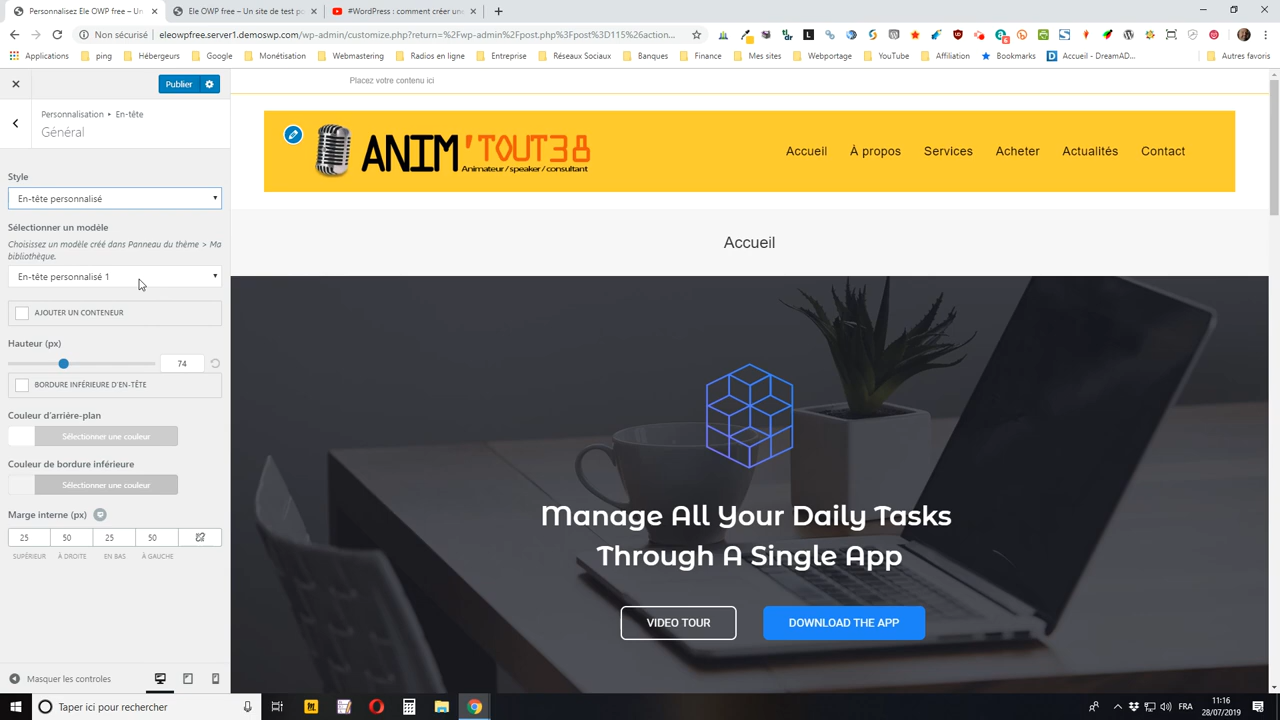 Personnalisez Ele OWP free – Un
Ele OWP free – Un site de test po
#WordPress : comment créer une
Non sécurisé
eleowpfree.server1.demoswp.com/wp-admin/customize.php?return=%2Fwp-admin%2Fpost.php%3Fpost%3D115%26action...
Applications
ping
Hébergeurs
Google
Monétisation
Webmastering
Radios en ligne
Entreprise
Réseaux Sociaux
Banques
Finance
Mes sites
Webportage
YouTube
Affiliation
Bookmarks
Accueil - DreamAD...
Autres favoris
Publier
Personnalisation ▸ En-tête
Général
Style
En-tête personnalisé
Sélectionner un modèle
Choisissez un modèle créé dans Panneau du thème > Ma
bibliothèque.
En-tête personnalisé 1
AJOUTER UN CONTENEUR
Hauteur (px)
74
BORDURE INFÉRIEURE D'EN-TÊTE
Couleur d'arrière-plan
Sélectionner une couleur
Couleur de bordure inférieure
Sélectionner une couleur
Marge interne (px)
25 50 25 50
SUPÉRIEUR À DROITE EN BAS À GAUCHE
Masquer les controles
Placez votre contenu ici
ANIM'TOUT38
Animateur/speaker/consultant
Accueil À propos Services Acheter Actualités Contact
Accueil
Manage All Your Daily Tasks
Through A Single App
VIDEO TOUR
DOWNLOAD THE APP
Taper ici pour rechercher
FRA
11:16
28/07/2019